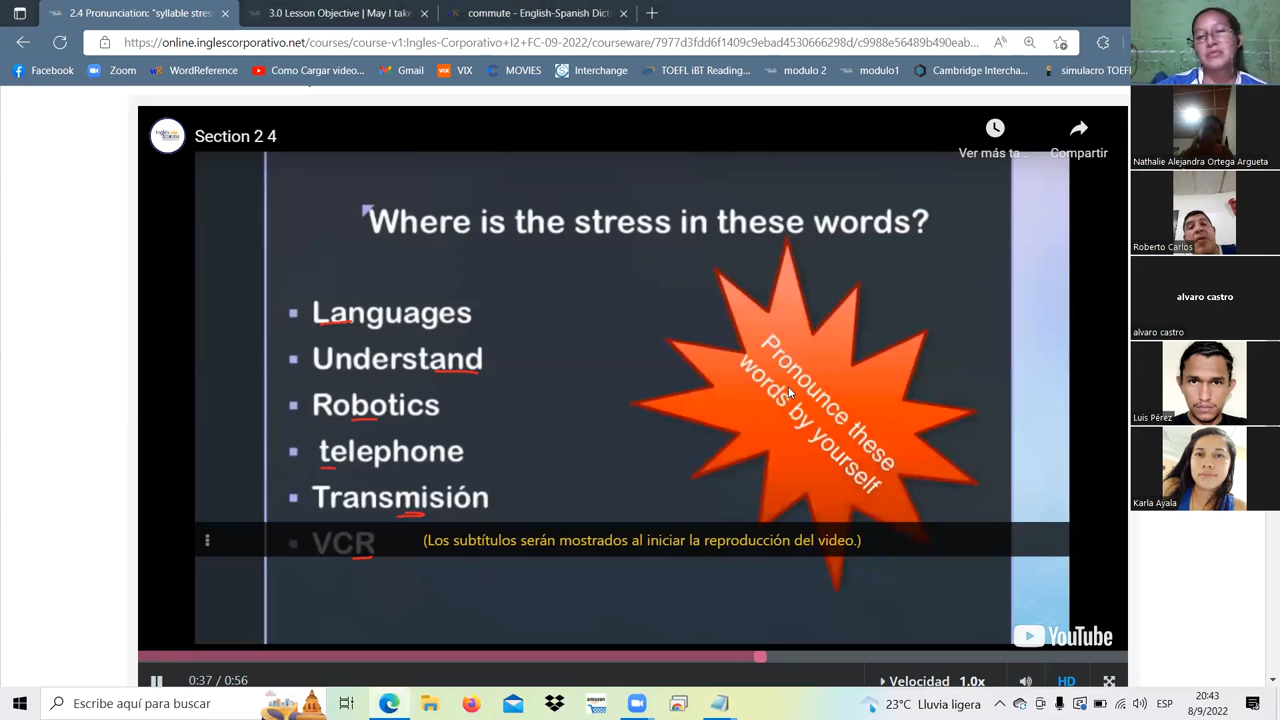 2.4 Pronunciation: "syllable stres
3.0 Lesson Objective | May I take
commute - English-Spanish Dict
https://online.inglescorporativo.net/courses/course-v1:Ingles-Corporativo+I2+FC-09-2022/courseware/7977d3fdd6f1409c9ebad4530666298d/c9988e56489b490eab...
Facebook
Zoom
WordReference
Como Cargar video...
Gmail
VIX
MOVIES
Interchange
TOEFL iBT Reading...
modulo 2
modulo1
Cambridge Intercha...
simulacro TOEFL
Section 2 4
Ver más ta...
Compartir
Where is the stress in these words?
Languages
Understand
Robotics
telephone
Transmisión
VCR
Pronounce these
words by yourself
(Los subtítulos serán mostrados al iniciar la reproducción del video.)
YouTube
0:37 / 0:56
Velocidad 1.0x
HD
Nathalie Alejandra Ortega Argueta
Roberto Carlos
alvaro castro
alvaro castro
Luis Pérez
Karla Ayala
Escribe aquí para buscar
23°C Lluvia ligera
ESP
20:43
8/9/2022